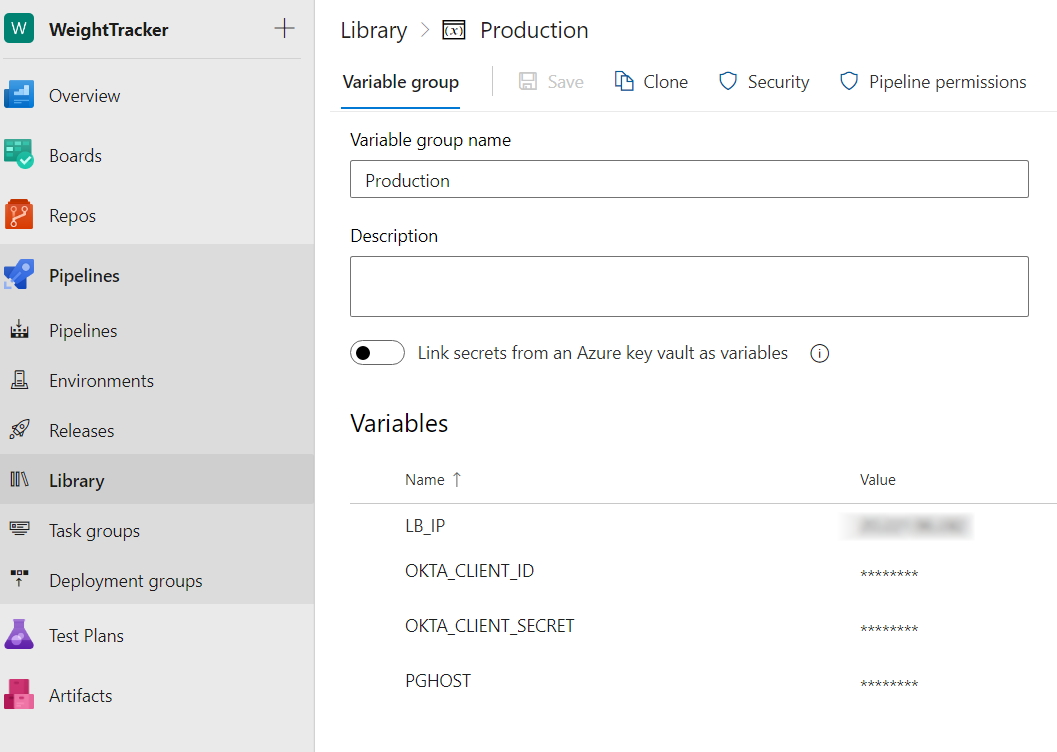 W WeightTracker
Overview
Boards
Repos
Pipelines
Pipelines
Environments
Releases
Library
Task groups
Deployment groups
Test Plans
Artifacts
Library > (x) Production
Variable group Save Clone Security Pipeline permissions
Variable group name
Production
Description
Link secrets from an Azure key vault as variables
Variables
Name ↑ Value
LB_IP
OKTA_CLIENT_ID ********
OKTA_CLIENT_SECRET ********
PGHOST ********